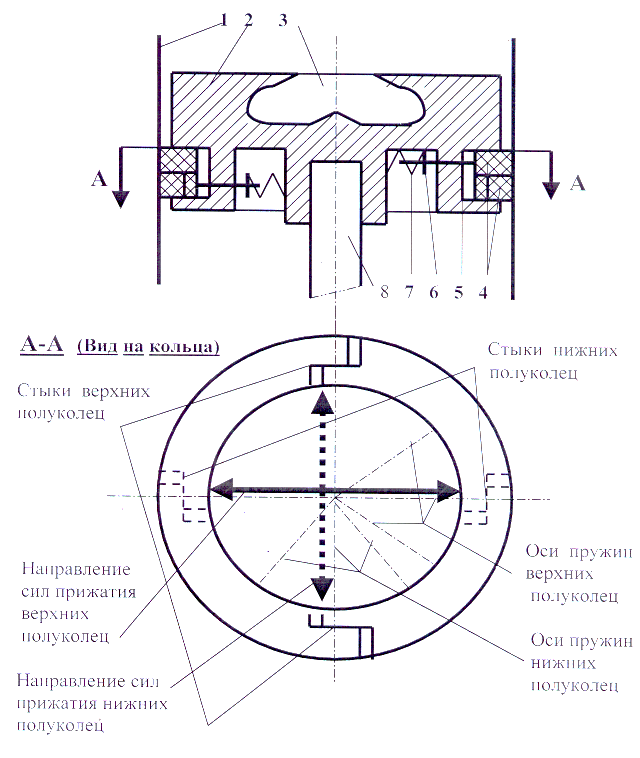 1 2 3
А А
8 7 6 5 4
А-А (Вид на кольца)
Стыки верхних
полуколец
Стыки нижних
полуколец
Направление
сил прижатия
верхних
полуколец
Оси пружин
верхних
полуколец
Направление сил
прижатия нижних
полуколец
Оси пружин
нижних
полуколец